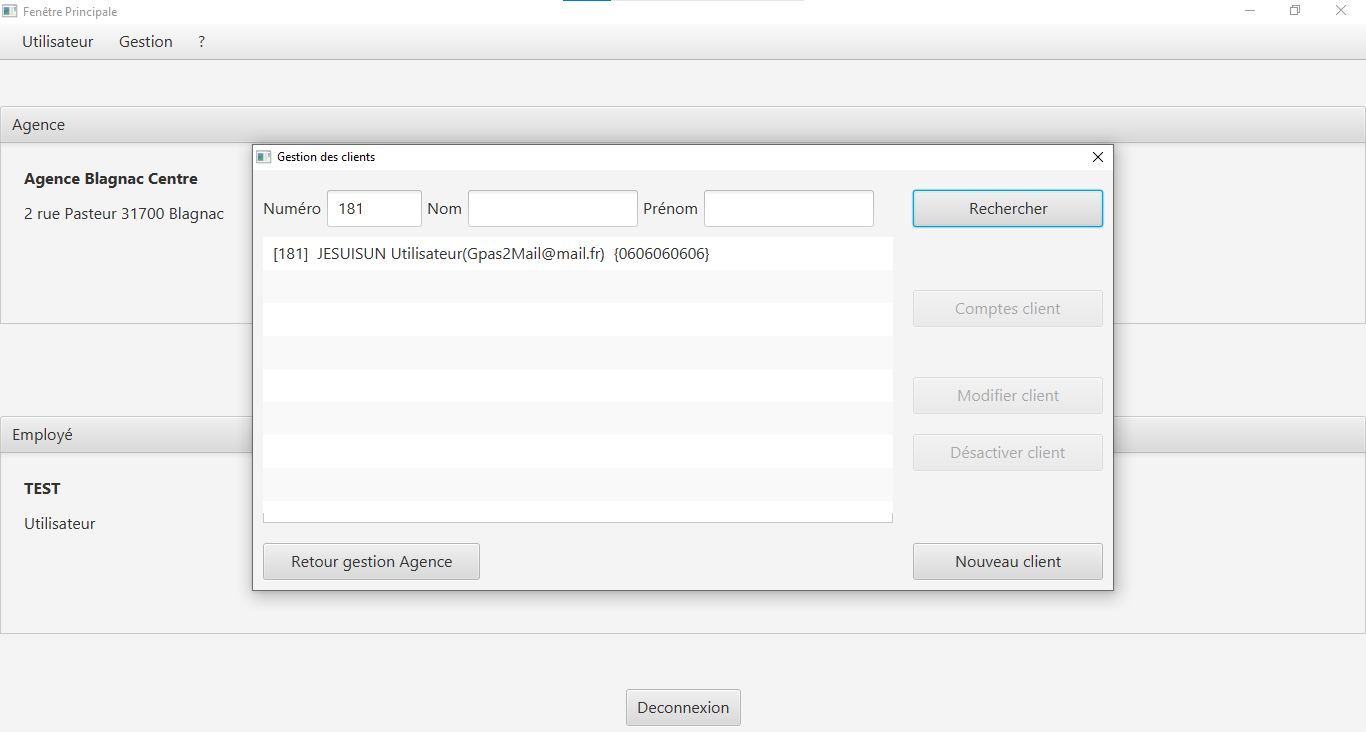 Fenêtre Principale
Utilisateur Gestion ?
Agence
Agence Blagnac Centre
2 rue Pasteur 31700 Blagnac
Gestion des clients
Numéro 181 Nom Prénom Rechercher
[181] JESUISUN Utilisateur(Gpas2Mail@mail.fr) {0606060606}
Comptes client
Modifier client
Désactiver client
Retour gestion Agence Nouveau client
Employé
TEST
Utilisateur
Deconnexion